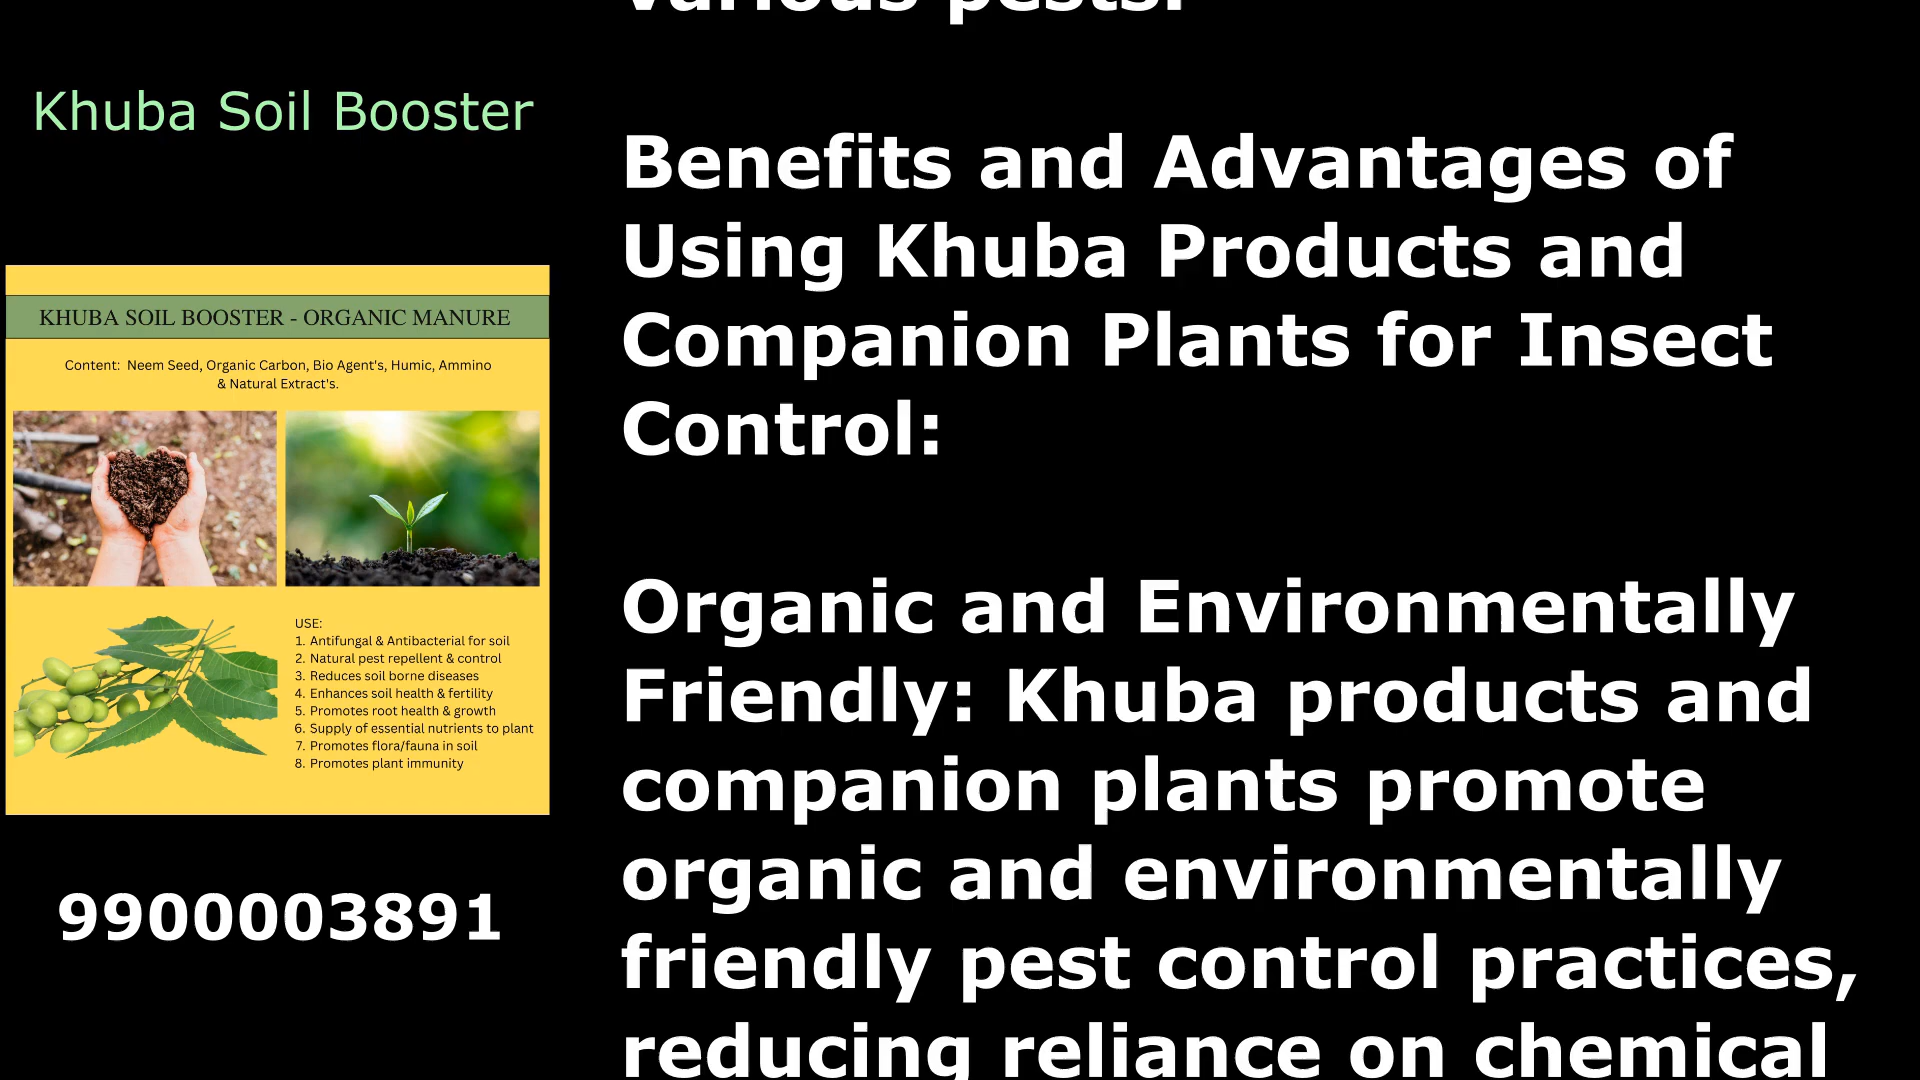 Khuba Soil Booster
KHUBA SOIL BOOSTER - ORGANIC MANURE
Content: Neem Seed, Organic Carbon, Bio Agent's, Humic, Ammino
& Natural Extract's.
USE:
1. Antifungal & Antibacterial for soil
2. Natural pest repellent & control
3. Reduces soil borne diseases
4. Enhances soil health & fertility
5. Promotes root health & growth
6. Supply of essential nutrients to plant
7. Promotes flora/fauna in soil
8. Promotes plant immunity
9900003891
various pests.
Benefits and Advantages of
Using Khuba Products and
Companion Plants for Insect
Control:
Organic and Environmentally
Friendly: Khuba products and
companion plants promote
organic and environmentally
friendly pest control practices,
reducing reliance on chemical